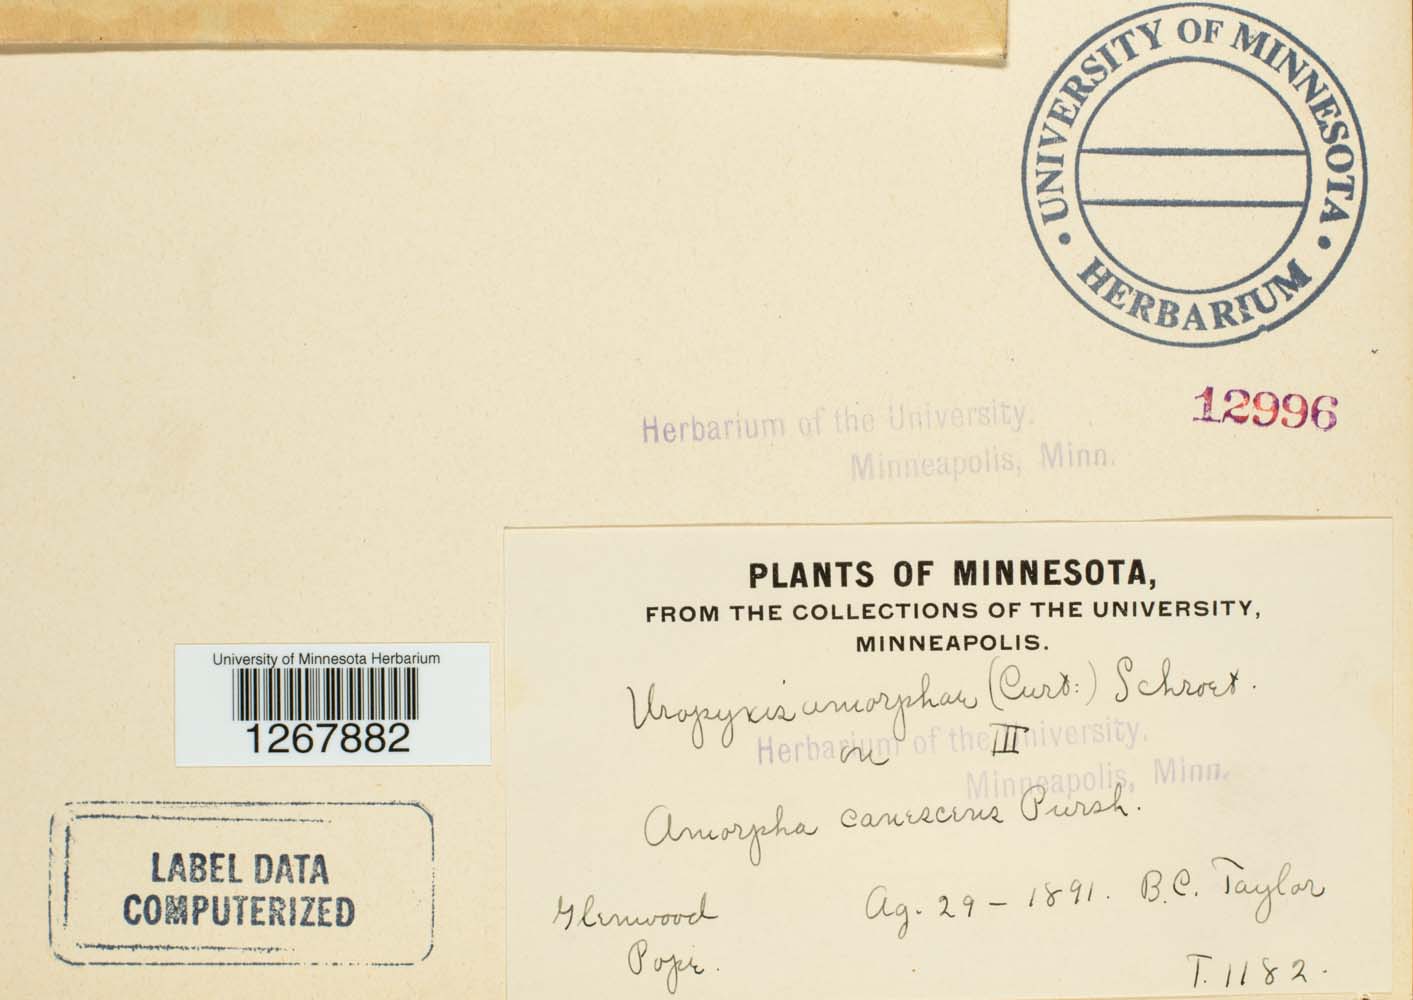 UNIVERSITY OF MINNESOTA
• HERBARIUM •
12996
Herbarium of the University.
Minneapolis, Minn.
PLANTS OF MINNESOTA,
FROM THE COLLECTIONS OF THE UNIVERSITY,
MINNEAPOLIS.
Uropyxis amorphae (Curt:) Schroet.
on III
Herbarium of the University.
Minneapolis, Minn.
Amorpha canescens Pursh.
Glenwood Ag. 29 - 1891. B.C. Taylor
Pope.
T. 1182.
University of Minnesota Herbarium
1267882
LABEL DATA
COMPUTERIZED